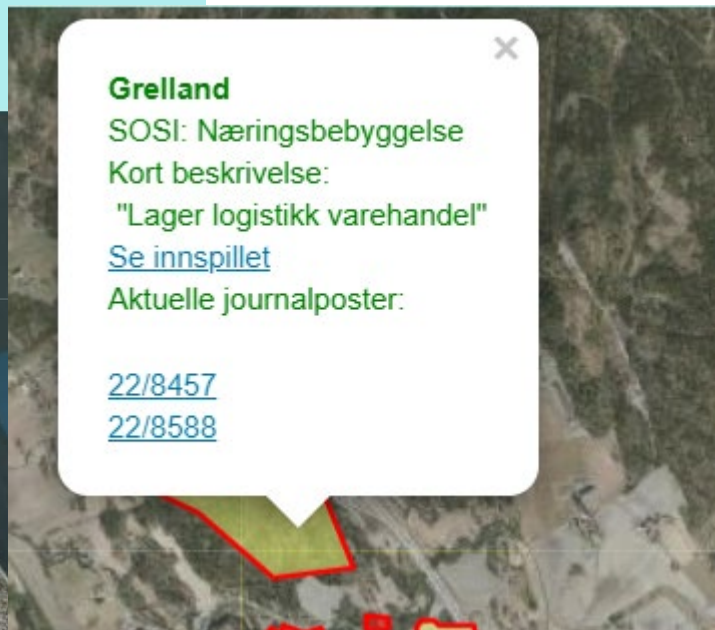 Grelland
SOSI: Næringsbebyggelse
Kort beskrivelse:
"Lager logistikk varehandel"
Se innspillet
Aktuelle journalposter:
22/8457
22/8588